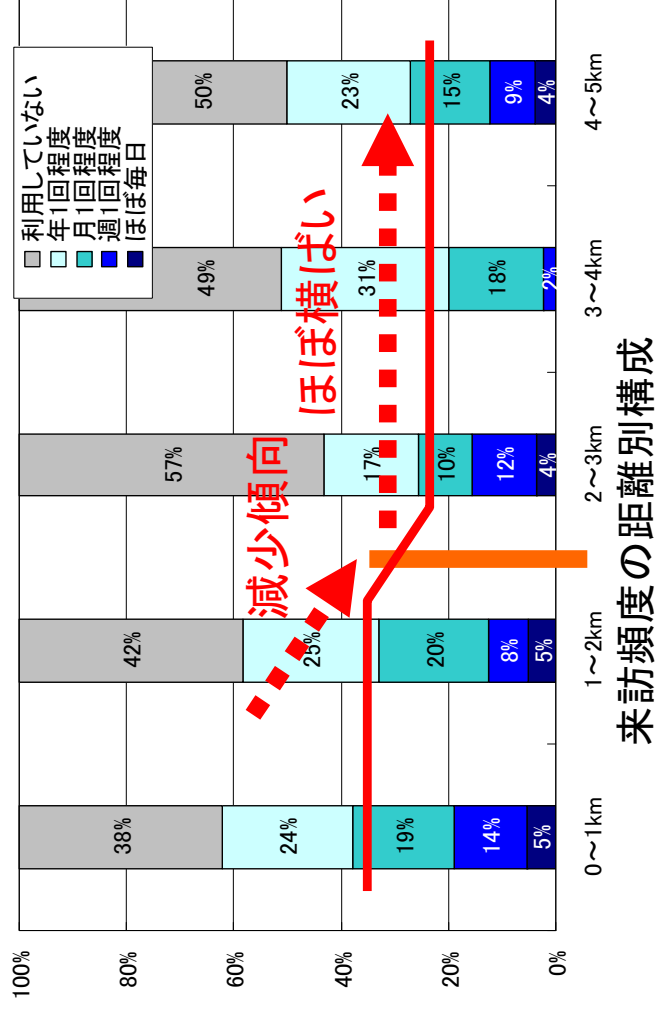 利用していない
年1回程度
月1回程度
週1回程度
ほぼ毎日
減少傾向
ほぼ横ばい
100%
80%
60%
40%
20%
0%
38%
24%
19%
14%
5%
42%
25%
20%
8%
5%
57%
17%
10%
12%
4%
49%
31%
18%
2%
50%
23%
15%
9%
4%
0～1km
1～2km
2～3km
3～4km
4～5km
来訪頻度の距離別構成